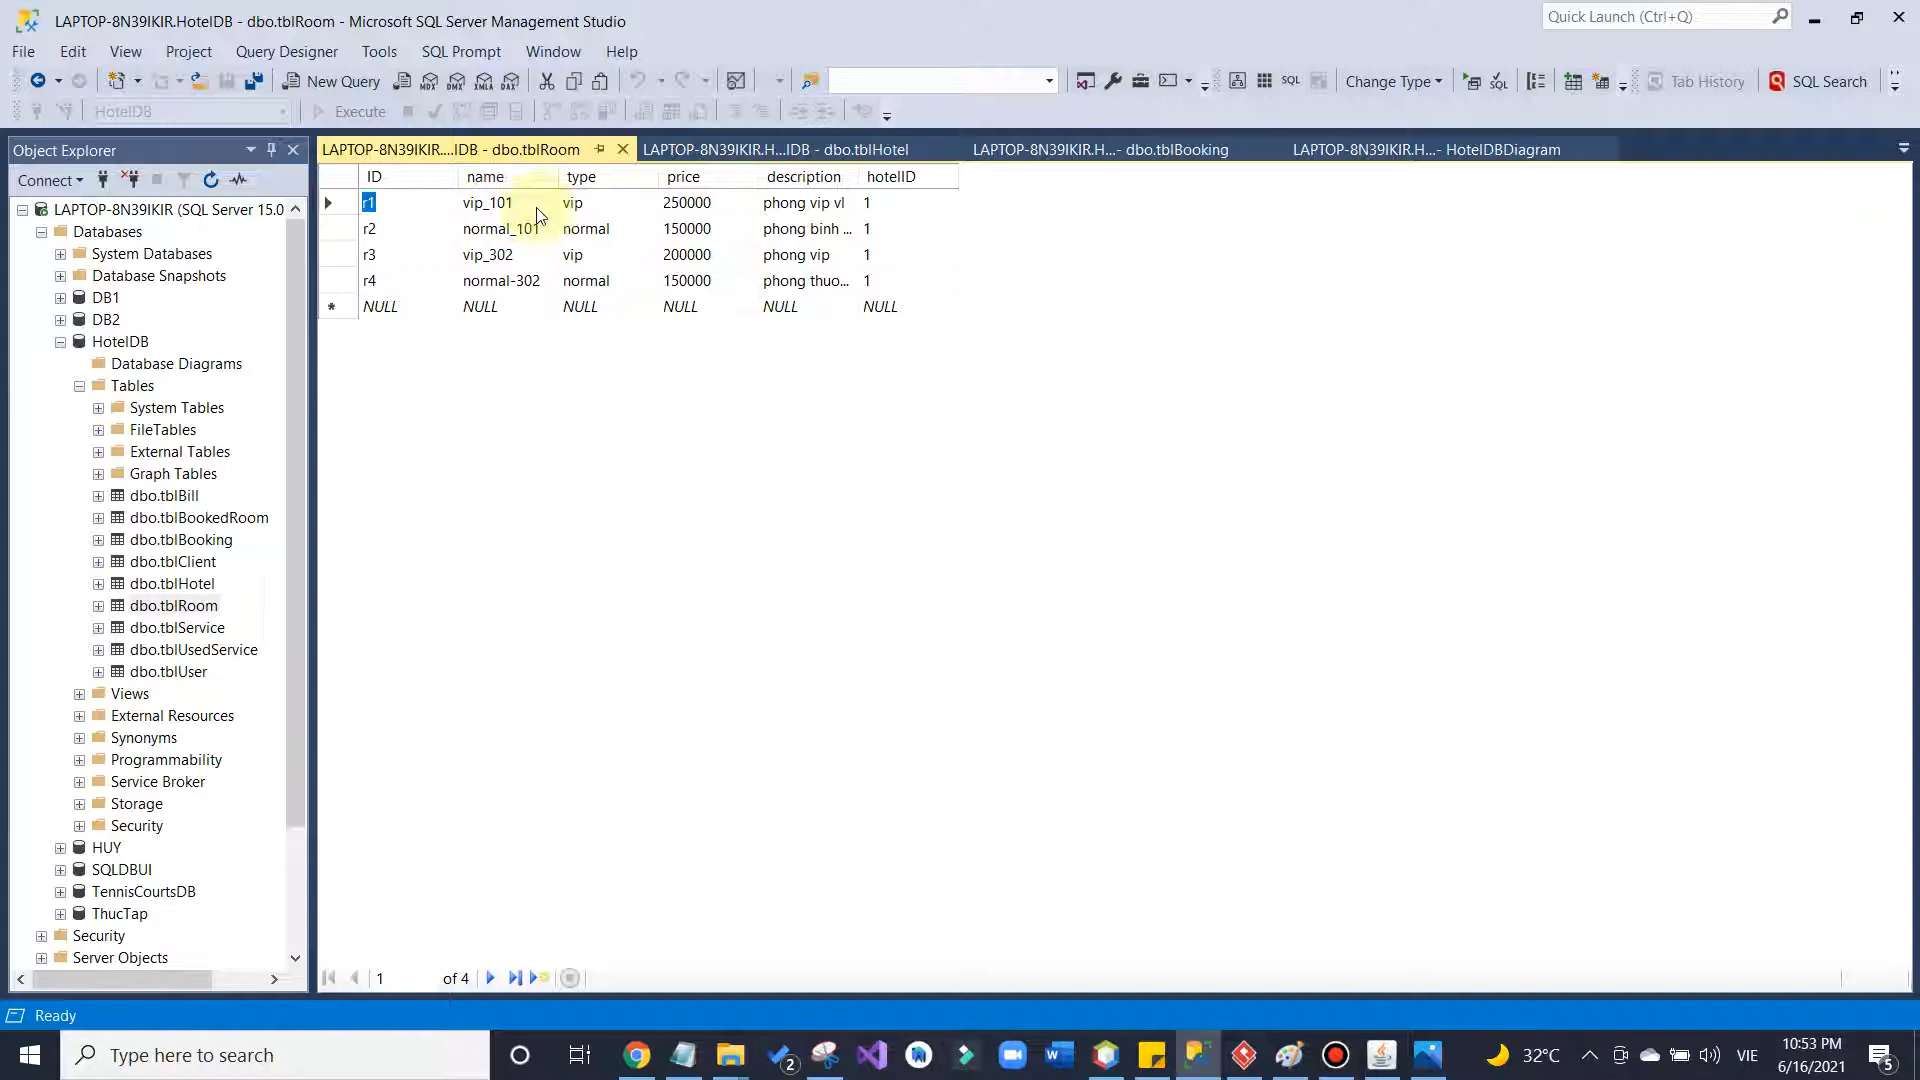 LAPTOP-8N39IKIR.HotelDB - dbo.tblRoom - Microsoft SQL Server Management Studio
Quick Launch (Ctrl+Q)
File Edit View Project Query Designer Tools SQL Prompt Window Help
New Query MDX DMX XMLA DAX SQL Change Type Tab History SQL Search
HotelDB Execute
Object Explorer
LAPTOP-8N39IKIR....IDB - dbo.tblRoom
LAPTOP-8N39IKIR.H...IDB - dbo.tblHotel
LAPTOP-8N39IKIR.H...- dbo.tblBooking
LAPTOP-8N39IKIR.H...- HotelDBDiagram
Connect
LAPTOP-8N39IKIR (SQL Server 15.0
Databases
System Databases
Database Snapshots
DB1
DB2
HotelDB
Database Diagrams
Tables
System Tables
FileTables
External Tables
Graph Tables
dbo.tblBill
dbo.tblBookedRoom
dbo.tblBooking
dbo.tblClient
dbo.tblHotel
dbo.tblRoom
dbo.tblService
dbo.tblUsedService
dbo.tblUser
Views
External Resources
Synonyms
Programmability
Service Broker
Storage
Security
HUY
SQLDBUI
TennisCourtsDB
ThucTap
Security
Server Objects
ID name type price description hotelID
r1 vip_101 vip 250000 phong vip vl 1
r2 normal_101 normal 150000 phong binh ... 1
r3 vip_302 vip 200000 phong vip 1
r4 normal-302 normal 150000 phong thuo... 1
NULL NULL NULL NULL NULL NULL
1 of 4
Ready
Type here to search
2
32°C
VIE
10:53 PM
6/16/2021
5